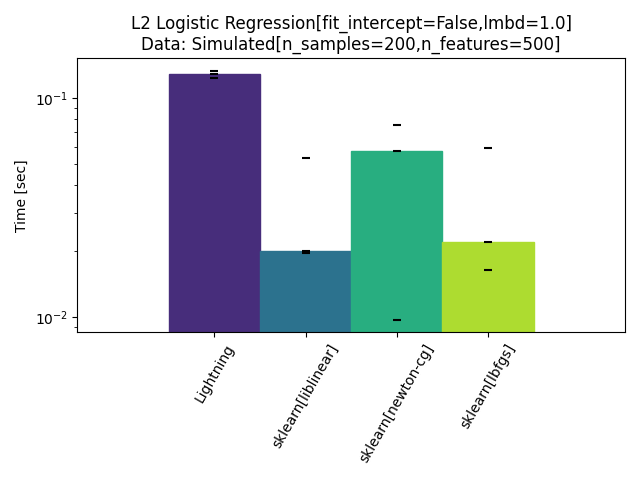 L2 Logistic Regression[fit_intercept=False,lmbd=1.0]
Data: Simulated[n_samples=200,n_features=500]
10⁻¹
10⁻²
Time [sec]
Lightning
sklearn[liblinear]
sklearn[newton-cg]
sklearn[lbfgs]